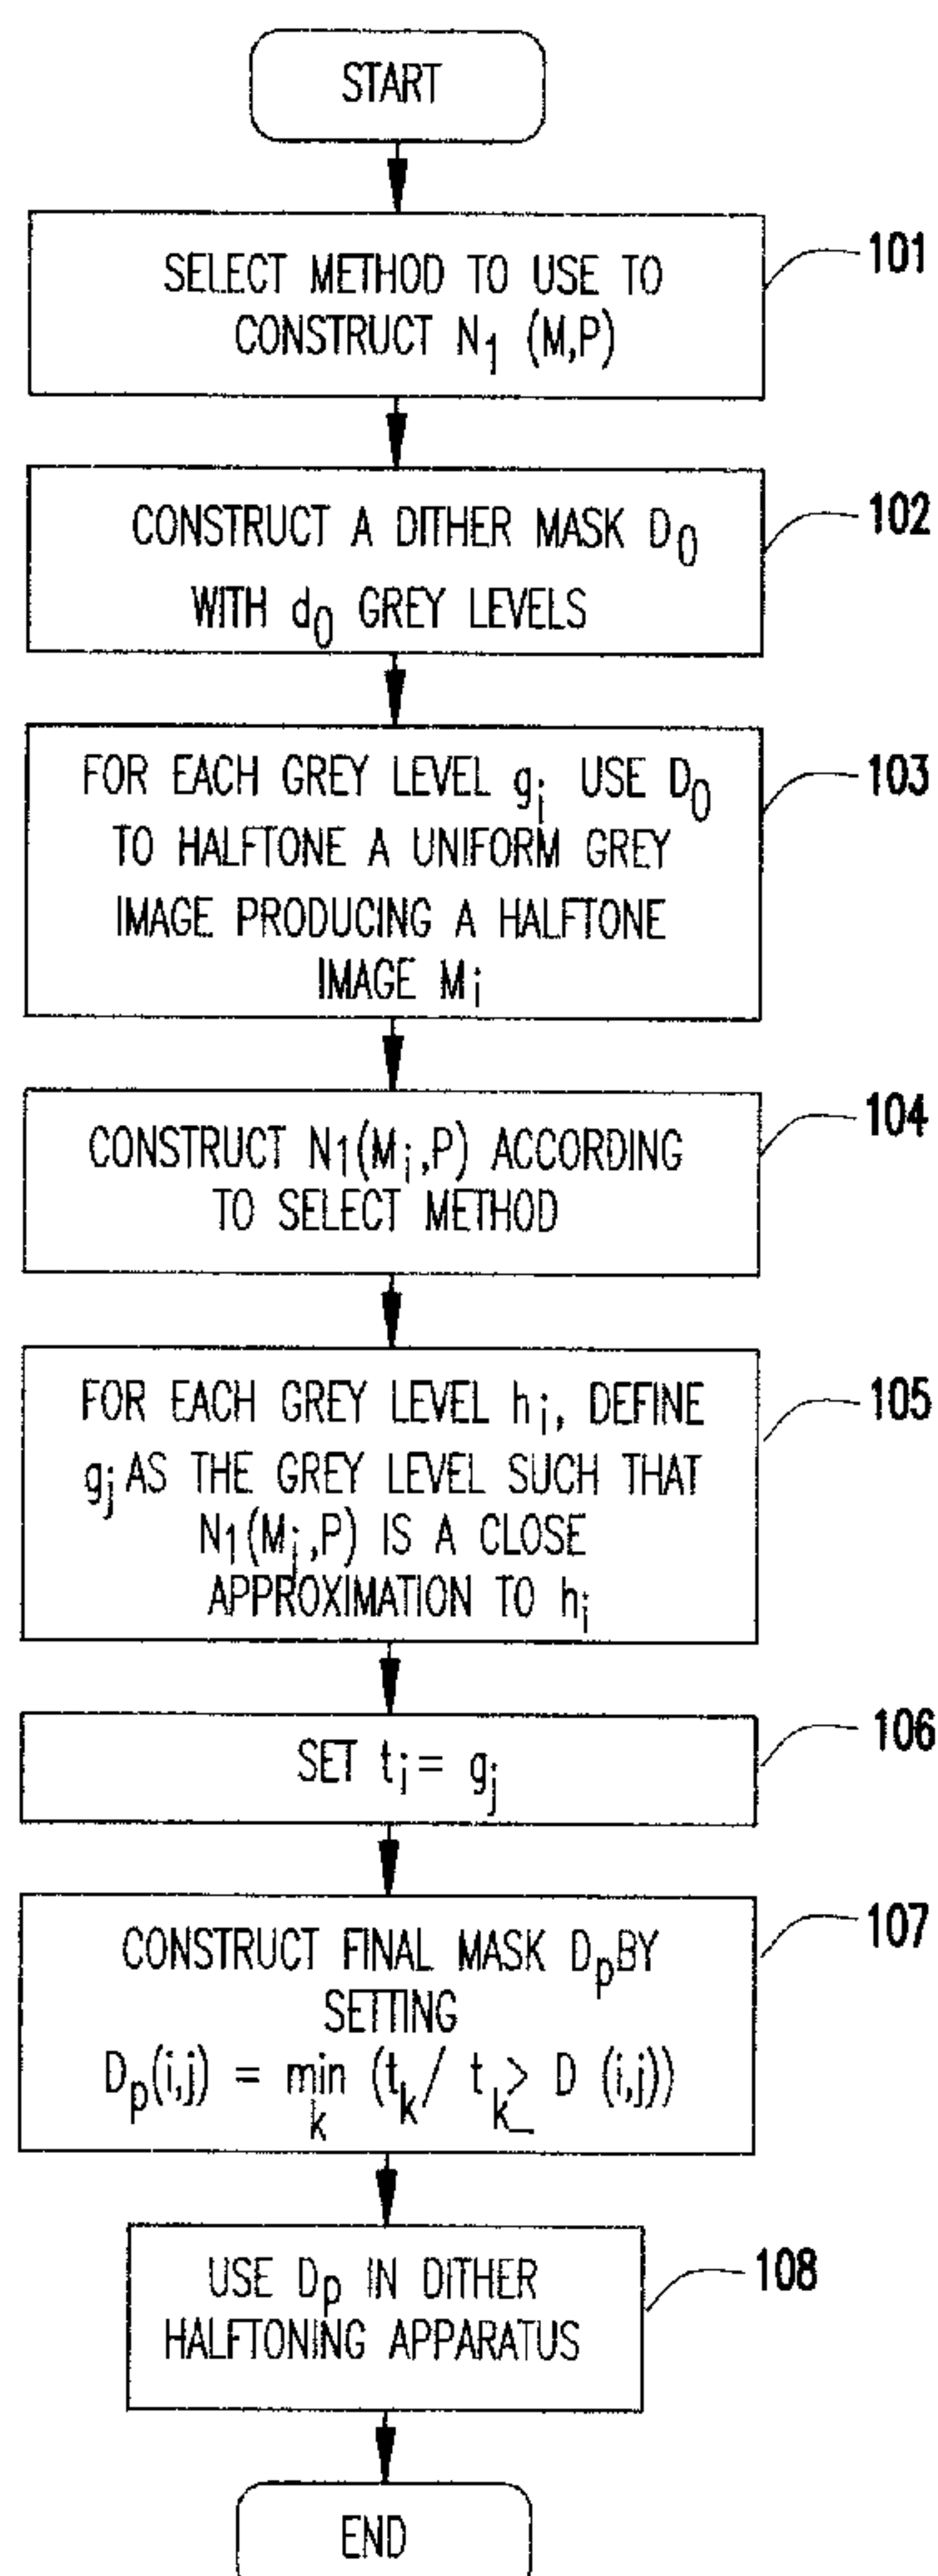 START
SELECT METHOD TO USE TO
CONSTRUCT N1 (M,P)
101
CONSTRUCT A DITHER MASK D0
WITH d0 GREY LEVELS
102
FOR EACH GREY LEVEL gi USE D0
TO HALFTONE A UNIFORM GREY
IMAGE PRODUCING A HALFTONE
IMAGE Mi
103
CONSTRUCT N1(Mi,P) ACCORDING
TO SELECT METHOD
104
FOR EACH GREY LEVEL hi, DEFINE
gj AS THE GREY LEVEL SUCH THAT
N1(Mj,P) IS A CLOSE
APPROXIMATION TO hi
105
SET ti = gj
106
CONSTRUCT FINAL MASK Dp BY
SETTING
Dp(i,j) = min (tk/ tk ≥ D (i,j))
k
107
USE Dp IN DITHER
HALFTONING APPARATUS
108
END